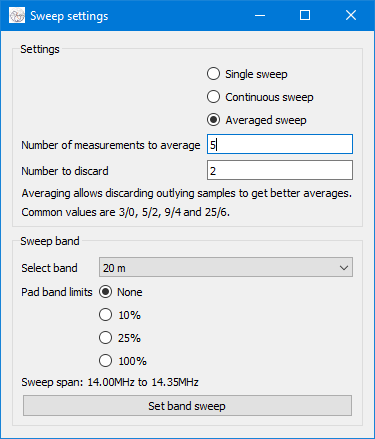 Sweep settings
Settings
Single sweep
Continuous sweep
Averaged sweep
Number of measurements to average 5
Number to discard 2
Averaging allows discarding outlying samples to get better averages.
Common values are 3/0, 5/2, 9/4 and 25/6.
Sweep band
Select band 20 m
Pad band limits None
10%
25%
100%
Sweep span: 14.00MHz to 14.35MHz
Set band sweep